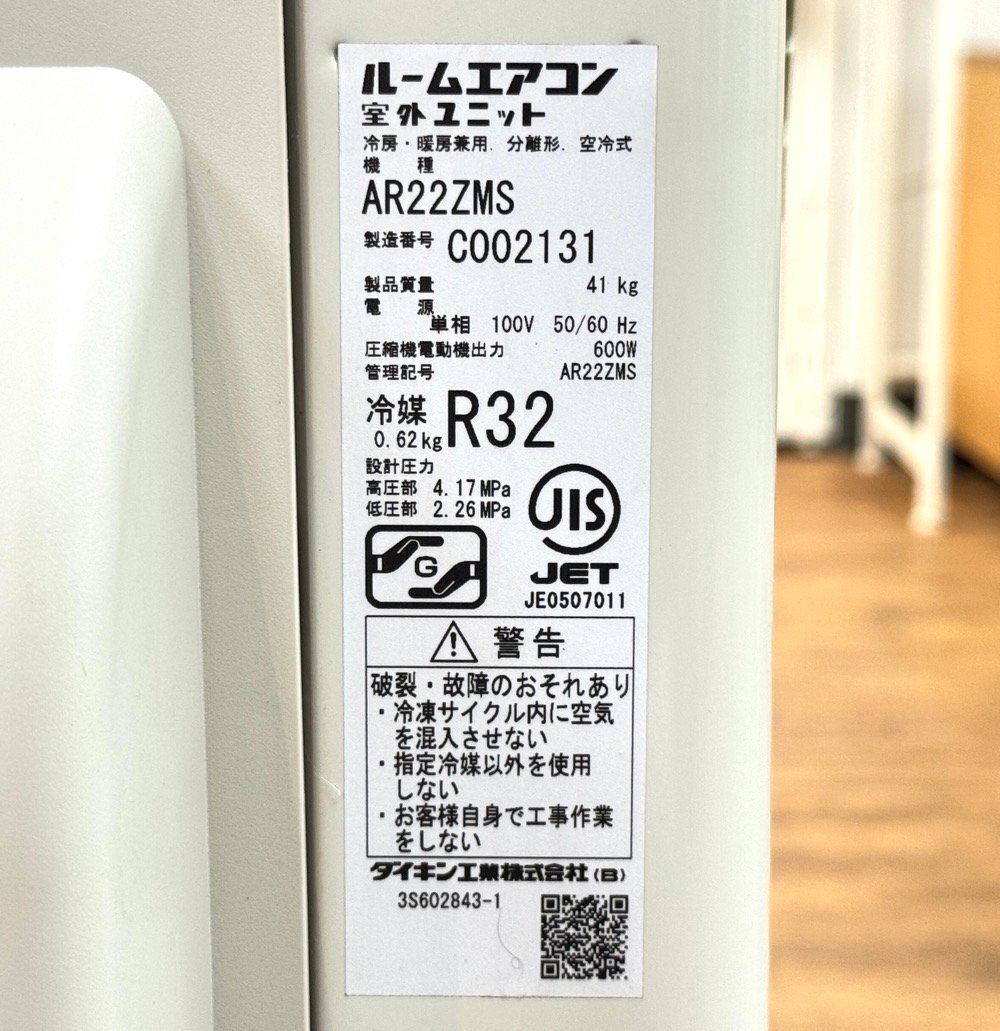 ルームエアコン
室外ユニット
冷房・暖房兼用．分離形．空冷式
機　種
AR22ZMS
製造番号 C002131
製品質量 41 kg
電　源
単相 100V 50/60 Hz
圧縮機電動機出力 600W
管理記号 AR22ZMS
冷媒 R32
0.62kg
設計圧力
高圧部 4.17MPa
低圧部 2.26MPa
JIS
G
JET
JE0507011
警告
破裂・故障のおそれあり
・冷凍サイクル内に空気
を混入させない
・指定冷媒以外を使用
しない
・お客様自身で工事作業
をしない
ダイキン工業株式会社(B)
3S602843-1